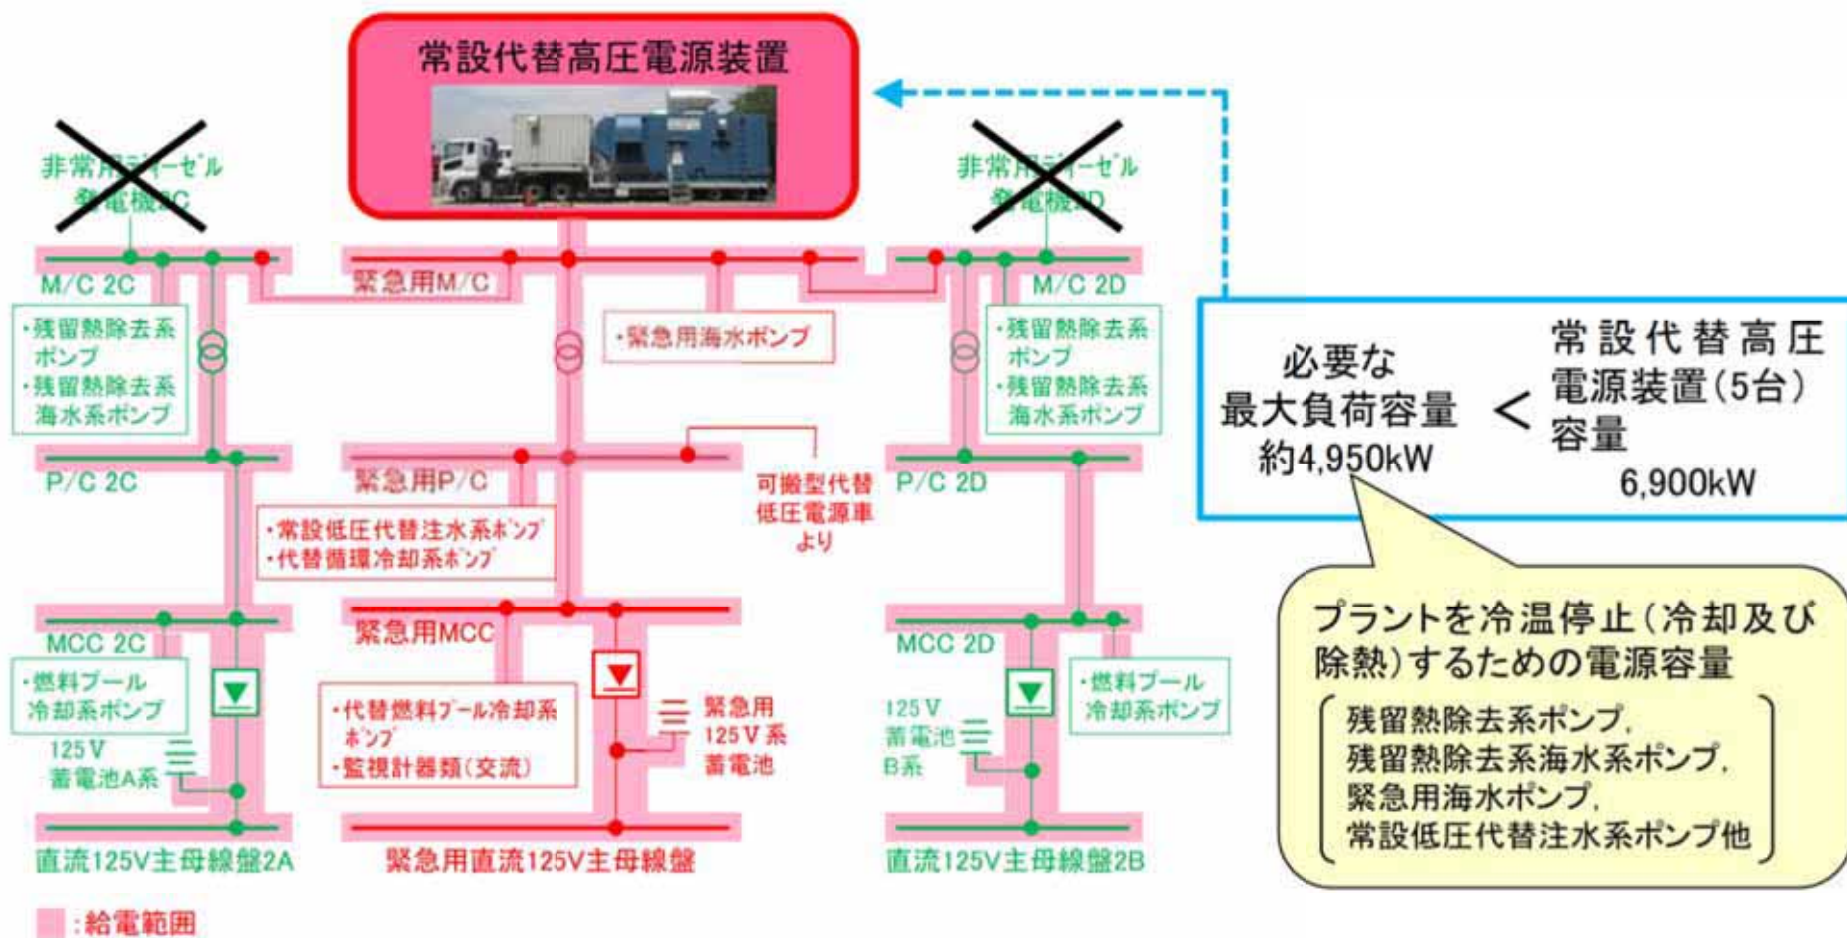 常設代替高圧電源装置
非常用ディーゼル
発電機2C
非常用ディーゼル
発電機2D
M/C 2C
緊急用M/C
M/C 2D
・残留熱除去系
ポンプ
・残留熱除去系
海水系ポンプ
・緊急用海水ポンプ
・残留熱除去系
ポンプ
・残留熱除去系
海水系ポンプ
必要な
最大負荷容量
約4,950kW
<
常設代替高圧
電源装置(5台)
容量
6,900kW
P/C 2C
緊急用P/C
可搬型代替
低圧電源車
より
P/C 2D
・常設低圧代替注水系ポンプ
・代替循環冷却系ポンプ
MCC 2C
緊急用MCC
MCC 2D
・燃料プール
冷却系ポンプ
・代替燃料プール冷却系
ポンプ
・監視計器類(交流)
・燃料プール
冷却系ポンプ
125V
蓄電池A系
緊急用
125V系
蓄電池
125V
蓄電池
B系
直流125V主母線盤2A
緊急用直流125V主母線盤
直流125V主母線盤2B
プラントを冷温停止(冷却及び
除熱)するための電源容量
残留熱除去系ポンプ,
残留熱除去系海水系ポンプ,
緊急用海水ポンプ,
常設低圧代替注水系ポンプ他
:給電範囲